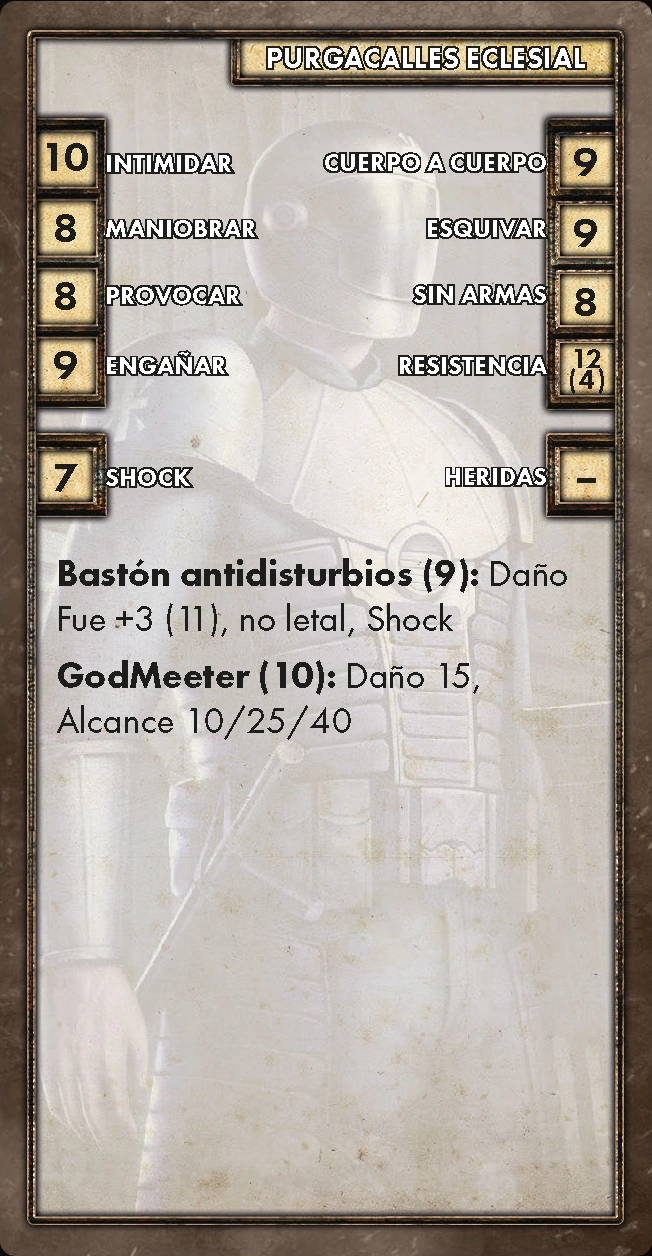 PURGACALLES ECLESIAL
10 INTIMIDAR CUERPO A CUERPO 9
8 MANIOBRAR ESQUIVAR 9
8 PROVOCAR SIN ARMAS 8
9 ENGAÑAR RESISTENCIA 12 (4)
7 SHOCK HERIDAS –
Bastón antidisturbios (9): Daño
Fue +3 (11), no letal, Shock
GodMeeter (10): Daño 15,
Alcance 10/25/40